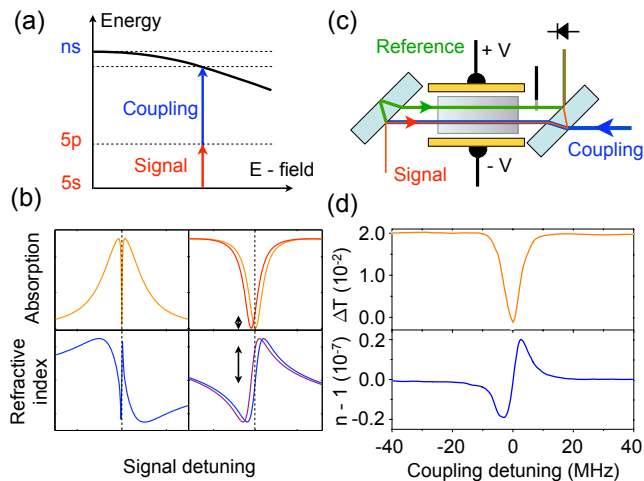 (a)
Energy
ns
Coupling
5p
Signal
E - field
5s
(b)
Absorption
Refractive
index
Signal detuning
(c)
Reference
+ V
- V
Signal
Coupling
(d)
ΔT (10⁻²)
2.0
1.0
0.0
n - 1 (10⁻⁷)
0.2
0.0
-0.2
-40 -20 0 20 40
Coupling detuning (MHz)